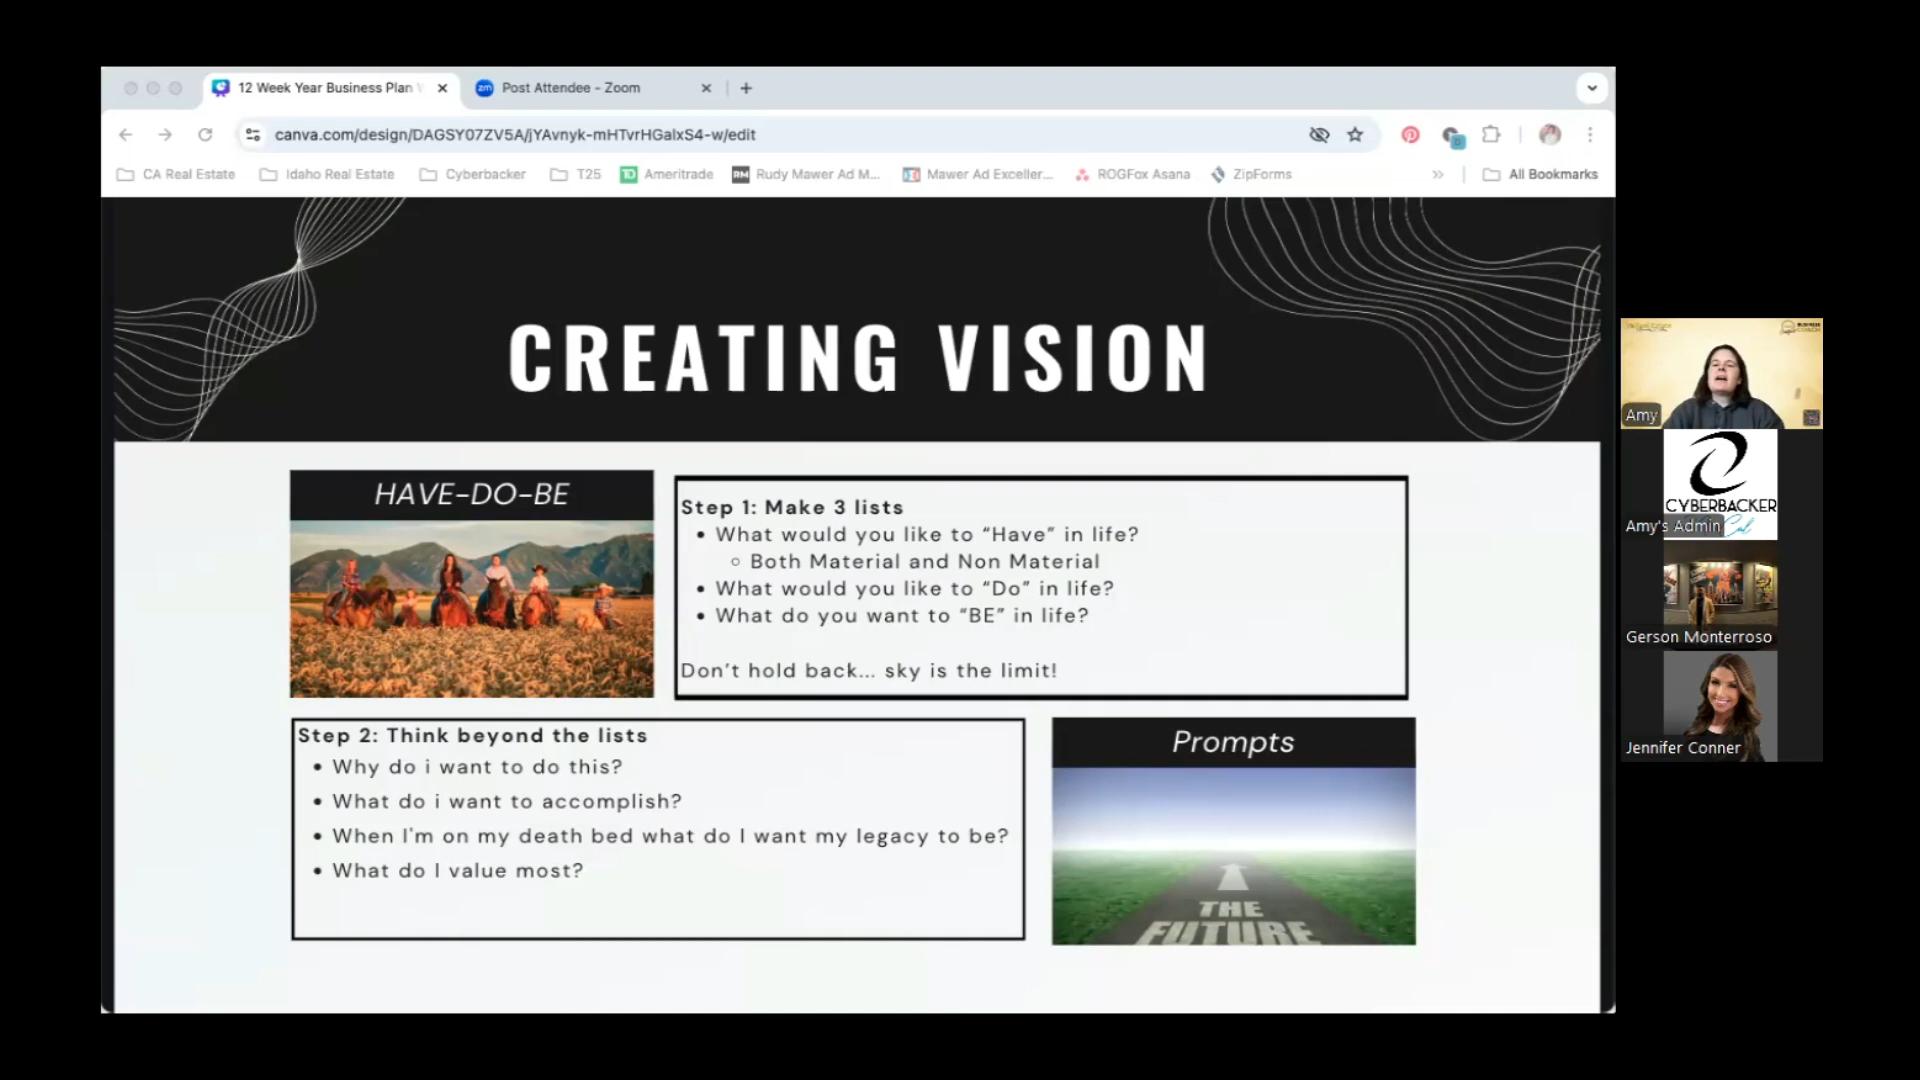 12 Week Year Business Plan
Post Attendee - Zoom
canva.com/design/DAGSY07ZV5A/jYAvnyk-mHTvrHGalxS4-w/edit
CA Real Estate
Idaho Real Estate
Cyberbacker
T25
TD Ameritrade
RM Rudy Mawer Ad M...
Mawer Ad Exceller...
ROGFox Asana
ZipForms
»
All Bookmarks
CREATING VISION
HAVE-DO-BE
Step 1: Make 3 lists
• What would you like to “Have” in life?
○ Both Material and Non Material
• What would you like to “Do” in life?
• What do you want to “BE” in life?
Don’t hold back... sky is the limit!
Step 2: Think beyond the lists
• Why do i want to do this?
• What do i want to accomplish?
• When I'm on my death bed what do I want my legacy to be?
• What do I value most?
Prompts
THE
FUTURE
Amy
CYBERBACKER
Amy's Admin
Gerson Monterroso
Jennifer Conner